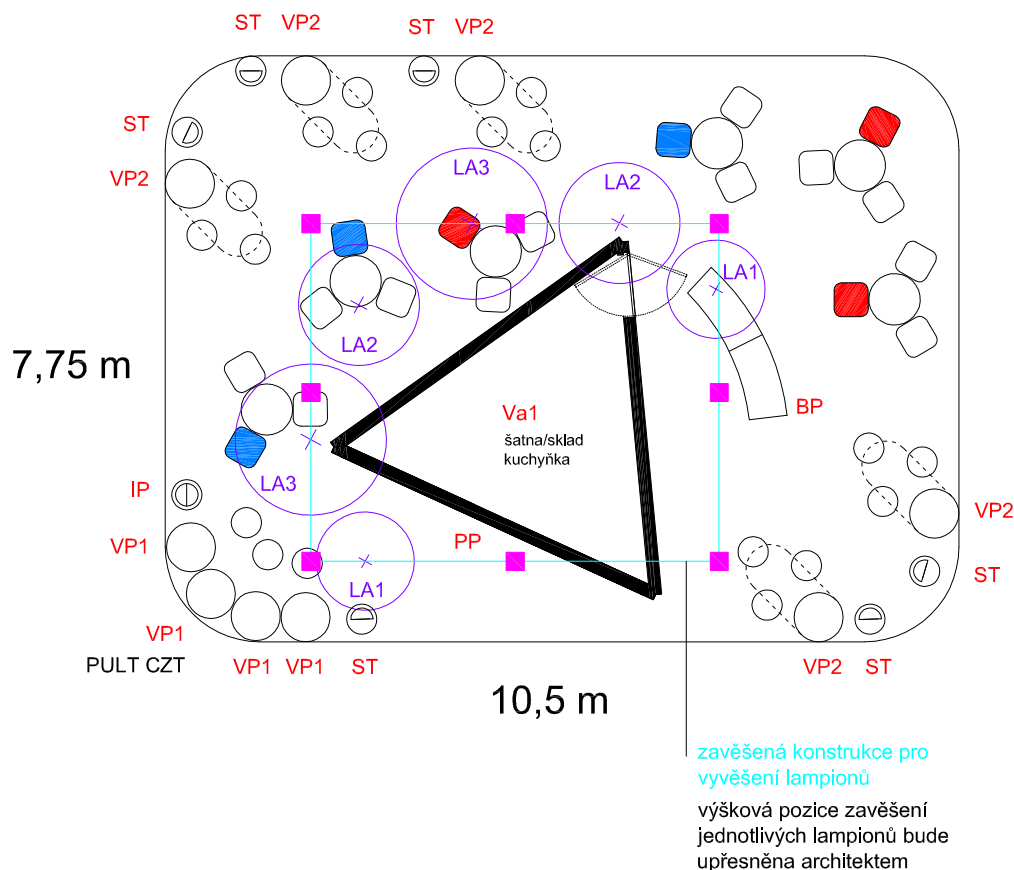 ST VP2 ST VP2
ST
VP2
LA3
LA2
LA1
LA2
7,75 m
Va1
šatna/sklad
kuchyňka
BP
LA3
IP
VP2
VP1
PP
ST
LA1
VP1
PULT CZT
VP1 VP1 ST
VP2 ST
10,5 m
zavěšená konstrukce pro
vyvěšení lampionů
výšková pozice zavěšení
jednotlivých lampionů bude
upřesněna architektem